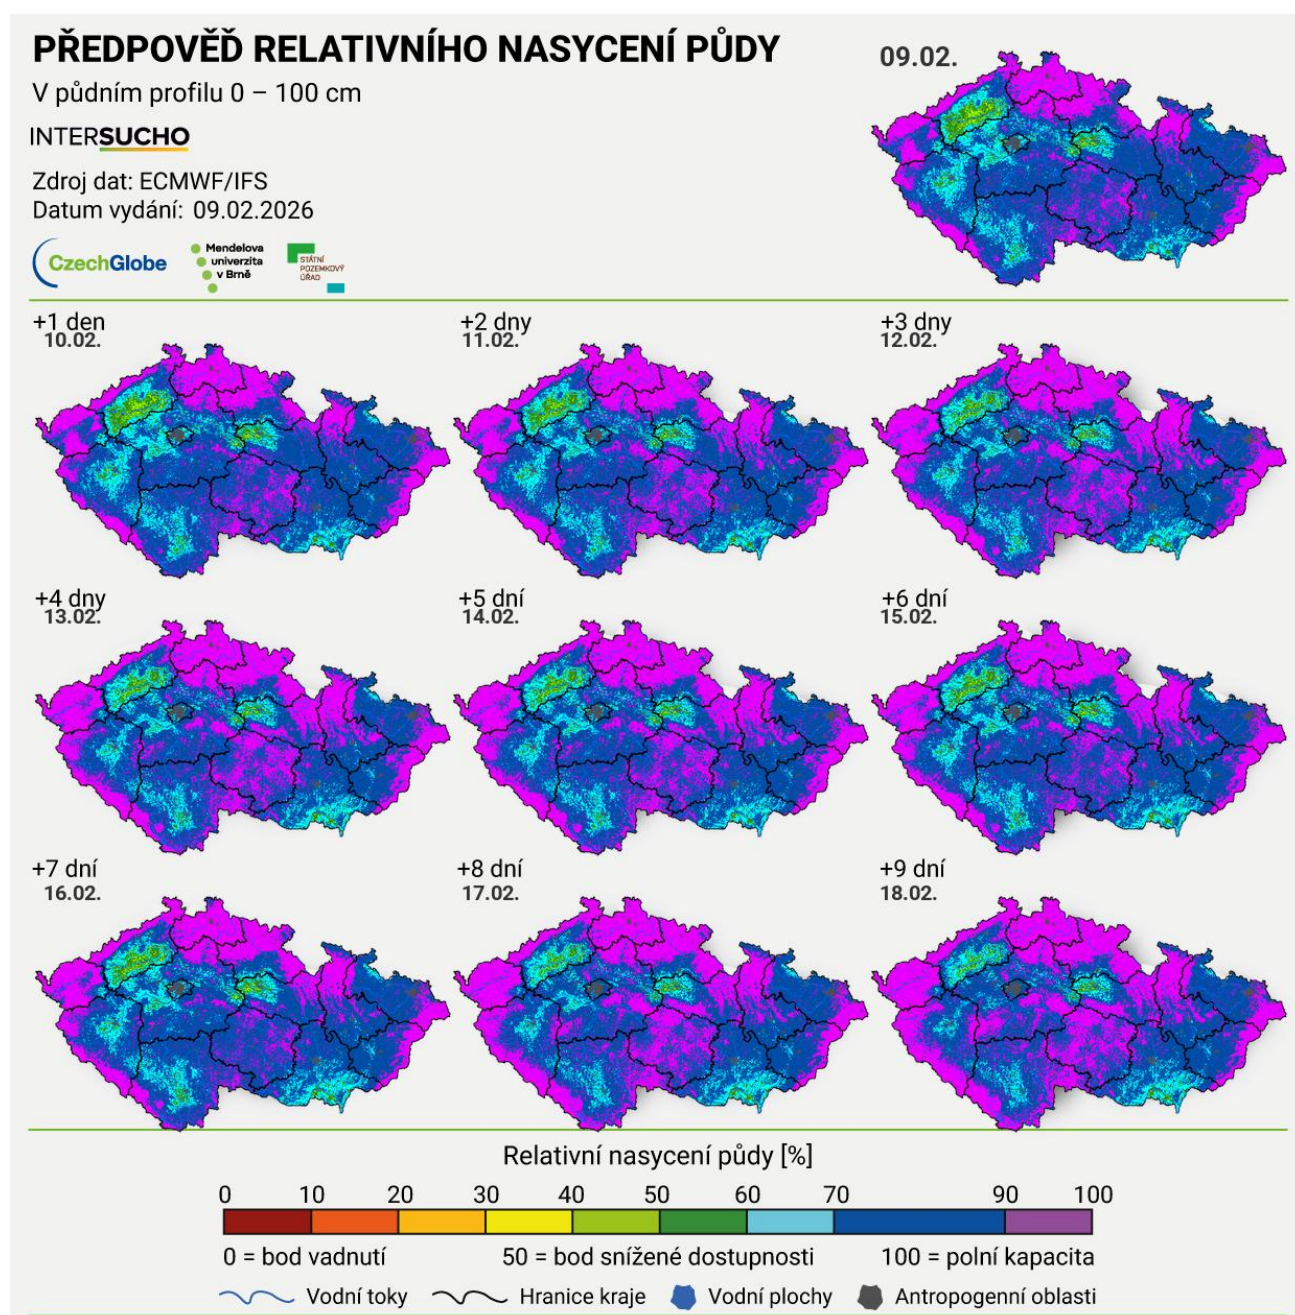 PŘEDPOVĚĎ RELATIVNÍHO NASYCENÍ PŮDY
V půdním profilu 0 – 100 cm
INTERSUCHO
Zdroj dat: ECMWF/IFS
Datum vydání: 09.02.2026
CzechGlobe
Mendelova
univerzita
v Brně
STÁTNÍ
POZEMKOVÝ
ÚŘAD
09.02.
+1 den
10.02.
+2 dny
11.02.
+3 dny
12.02.
+4 dny
13.02.
+5 dní
14.02.
+6 dní
15.02.
+7 dní
16.02.
+8 dní
17.02.
+9 dní
18.02.
Relativní nasycení půdy [%]
0 10 20 30 40 50 60 70 90 100
0 = bod vadnutí 50 = bod snížené dostupnosti 100 = polní kapacita
Vodní toky Hranice kraje Vodní plochy Antropogenní oblasti